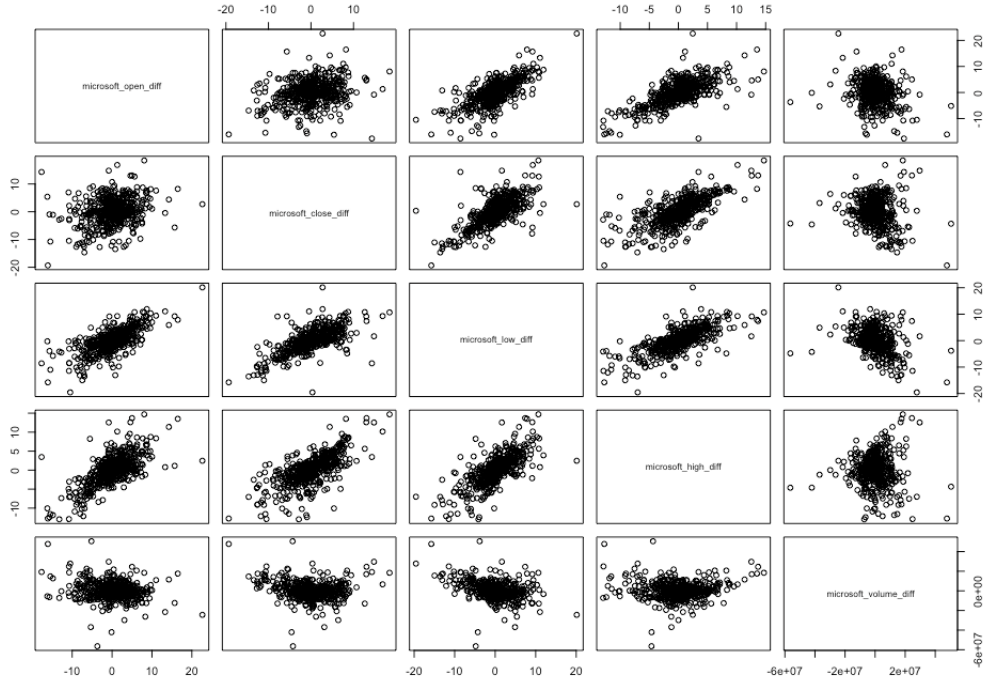 -20 0 10
-10 0 5 10 15
microsoft_open_diff
-10 0 10 20
-20 -10 0 10
microsoft_close_diff
microsoft_low_diff
-20 -10 0 10 20
-10 0 5 10
microsoft_high_diff
microsoft_volume_diff
-6e+07 0e+00
-10 0 10 20
-20 -10 0 10 20
-6e+07 -2e+07 2e+07